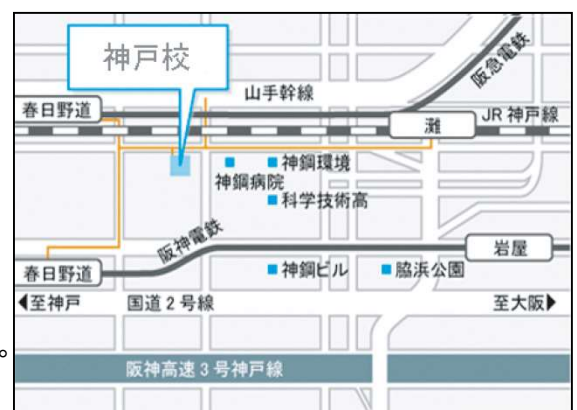 神戸校
阪急電鉄
山手幹線
春日野道
JR 神戸線
灘
神鋼環境
神鋼病院
科学技術高
阪神電鉄
岩屋
春日野道
神鋼ビル
脇浜公園
◀至神戸
国道2号線
至大阪▶
。
阪神高速3号神戸線